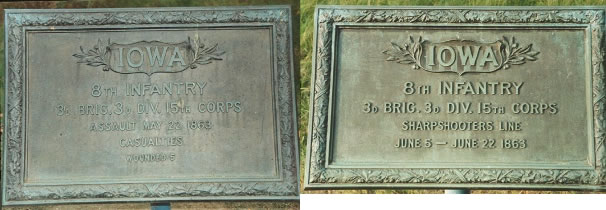 IOWA
8TH INFANTRY
3D BRIG. 3D DIV. 15TH CORPS
ASSAULT MAY 22, 1863
CASUALTIES
WOUNDED 5
IOWA
8TH INFANTRY
3D BRIG. 3D DIV. 15TH CORPS
SHARPSHOOTERS LINE
JUNE 5 — JUNE 22 1863